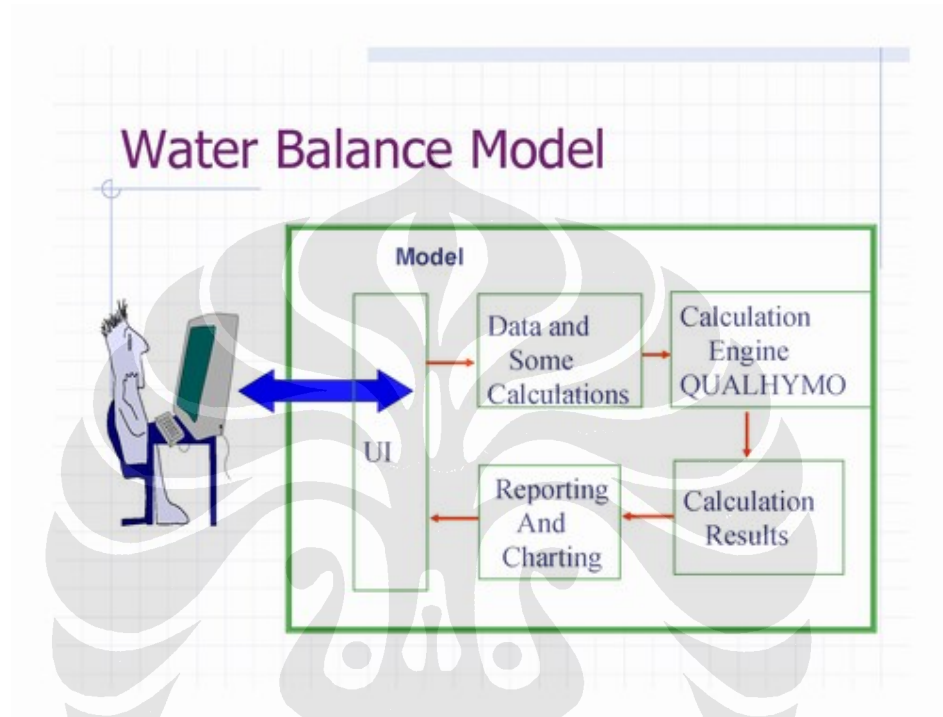 Water Balance Model
Model
UI
Data and
Some
Calculations
Calculation
Engine
QUALHYMO
Calculation
Results
Reporting
And
Charting